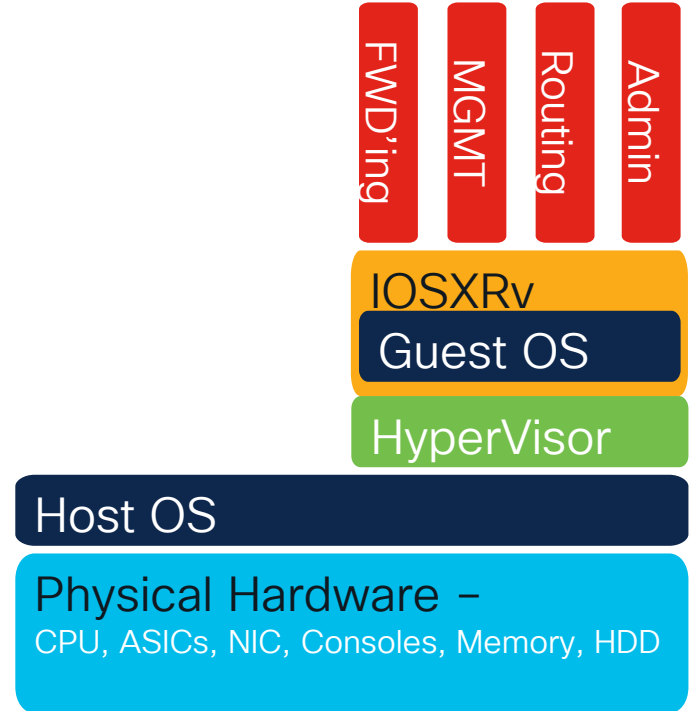 FWD'ing
MGMT
Routing
Admin
IOSXRv
Guest OS
HyperVisor
Host OS
Physical Hardware –
CPU, ASICs, NIC, Consoles, Memory, HDD